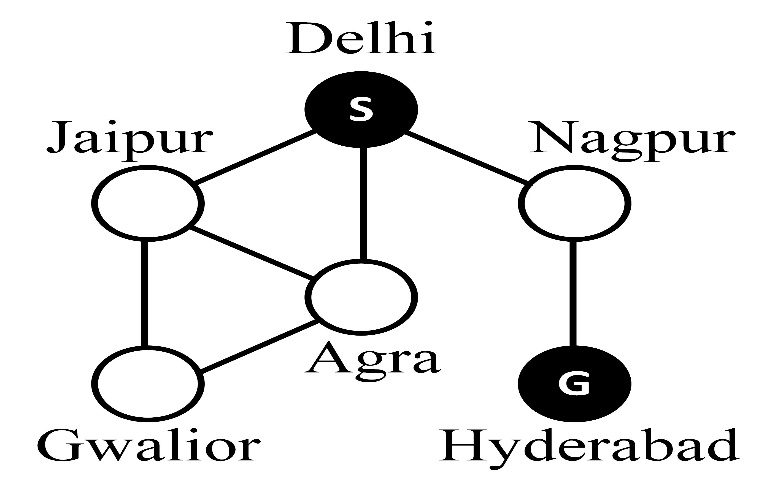 Delhi
S
Jaipur
Nagpur
Agra
G
Gwalior
Hyderabad